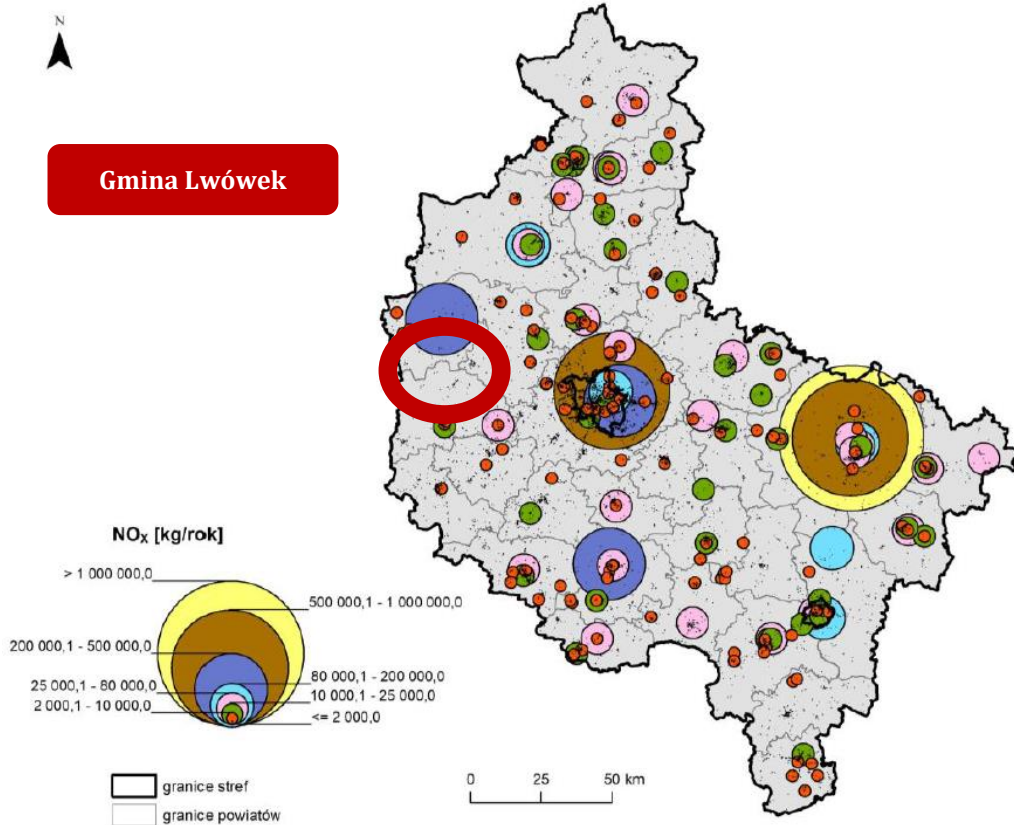 N
Gmina Lwówek
NOx [kg/rok]
> 1 000 000,0
500 000,1 - 1 000 000,0
200 000,1 - 500 000,0
80 000,1 - 200 000,0
25 000,1 - 80 000,0
10 000,1 - 25 000,0
2 000,1 - 10 000,0
<= 2 000,0
granice stref
granice powiatów
0 25 50 km